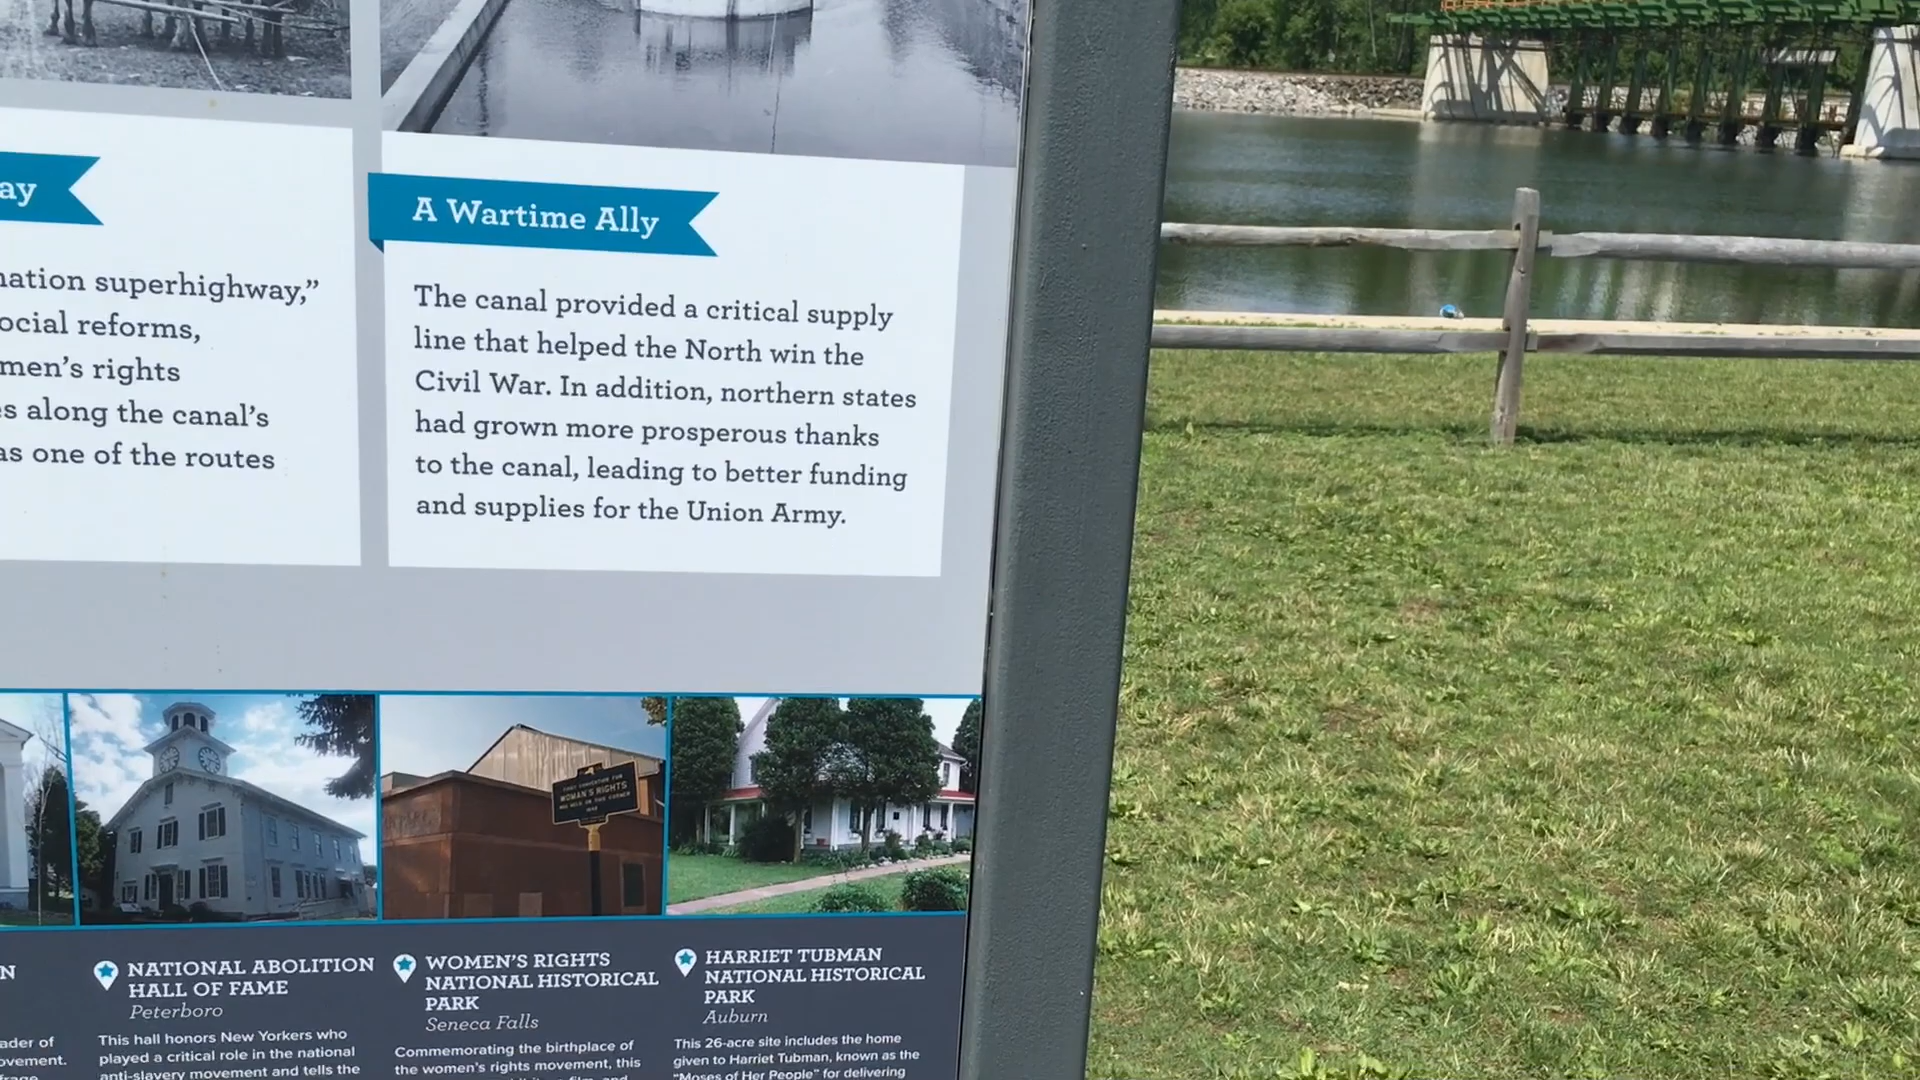 ay
nation superhighway,”
ocial reforms,
men’s rights
es along the canal’s
as one of the routes
A Wartime Ally
The canal provided a critical supply
line that helped the North win the
Civil War. In addition, northern states
had grown more prosperous thanks
to the canal, leading to better funding
and supplies for the Union Army.
WOMAN'S RIGHTS
N
ader of
ovement.
NATIONAL ABOLITION
HALL OF FAME
Peterboro
This hall honors New Yorkers who
played a critical role in the national
anti-slavery movement and tells the
WOMEN’S RIGHTS
NATIONAL HISTORICAL
PARK
Seneca Falls
Commemorating the birthplace of
the women’s rights movement, this
HARRIET TUBMAN
NATIONAL HISTORICAL
PARK
Auburn
This 26-acre site includes the home
given to Harriet Tubman, known as the
“Moses of Her People” for delivering